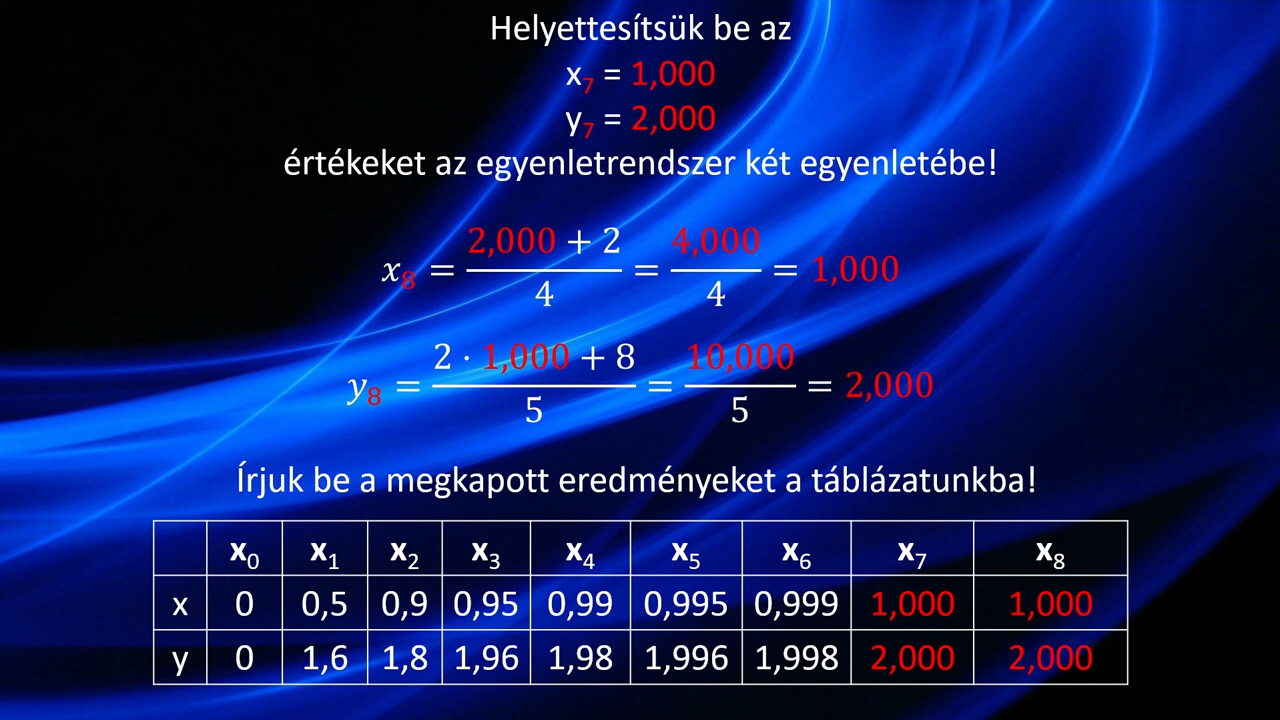 Helyettesítsük be az
x₇ = 1,000
y₇ = 2,000
értékeket az egyenletrendszer két egyenletébe!
x₈ = (2,000 + 2)/4 = 4,000/4 = 1,000
y₈ = (2 · 1,000 + 8)/5 = 10,000/5 = 2,000
Írjuk be a megkapott eredményeket a táblázatunkba!
x₀ x₁ x₂ x₃ x₄ x₅ x₆ x₇ x₈
x 0 0,5 0,9 0,95 0,99 0,995 0,999 1,000 1,000
y 0 1,6 1,8 1,96 1,98 1,996 1,998 2,000 2,000